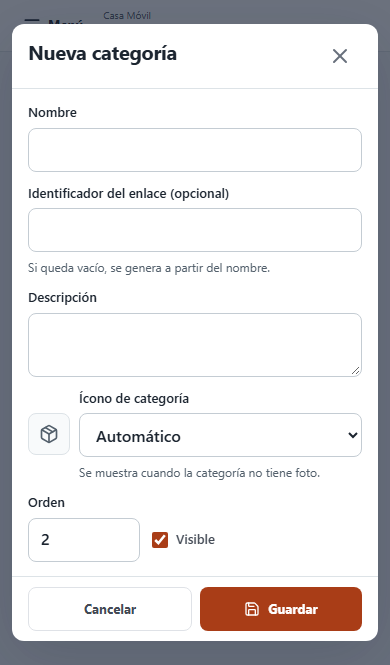 Menú
Casa Móvil
Nueva categoría
Nombre
Identificador del enlace (opcional)
Si queda vacío, se genera a partir del nombre.
Descripción
Ícono de categoría
Automático
Se muestra cuando la categoría no tiene foto.
Orden
2
Visible
Cancelar
Guardar